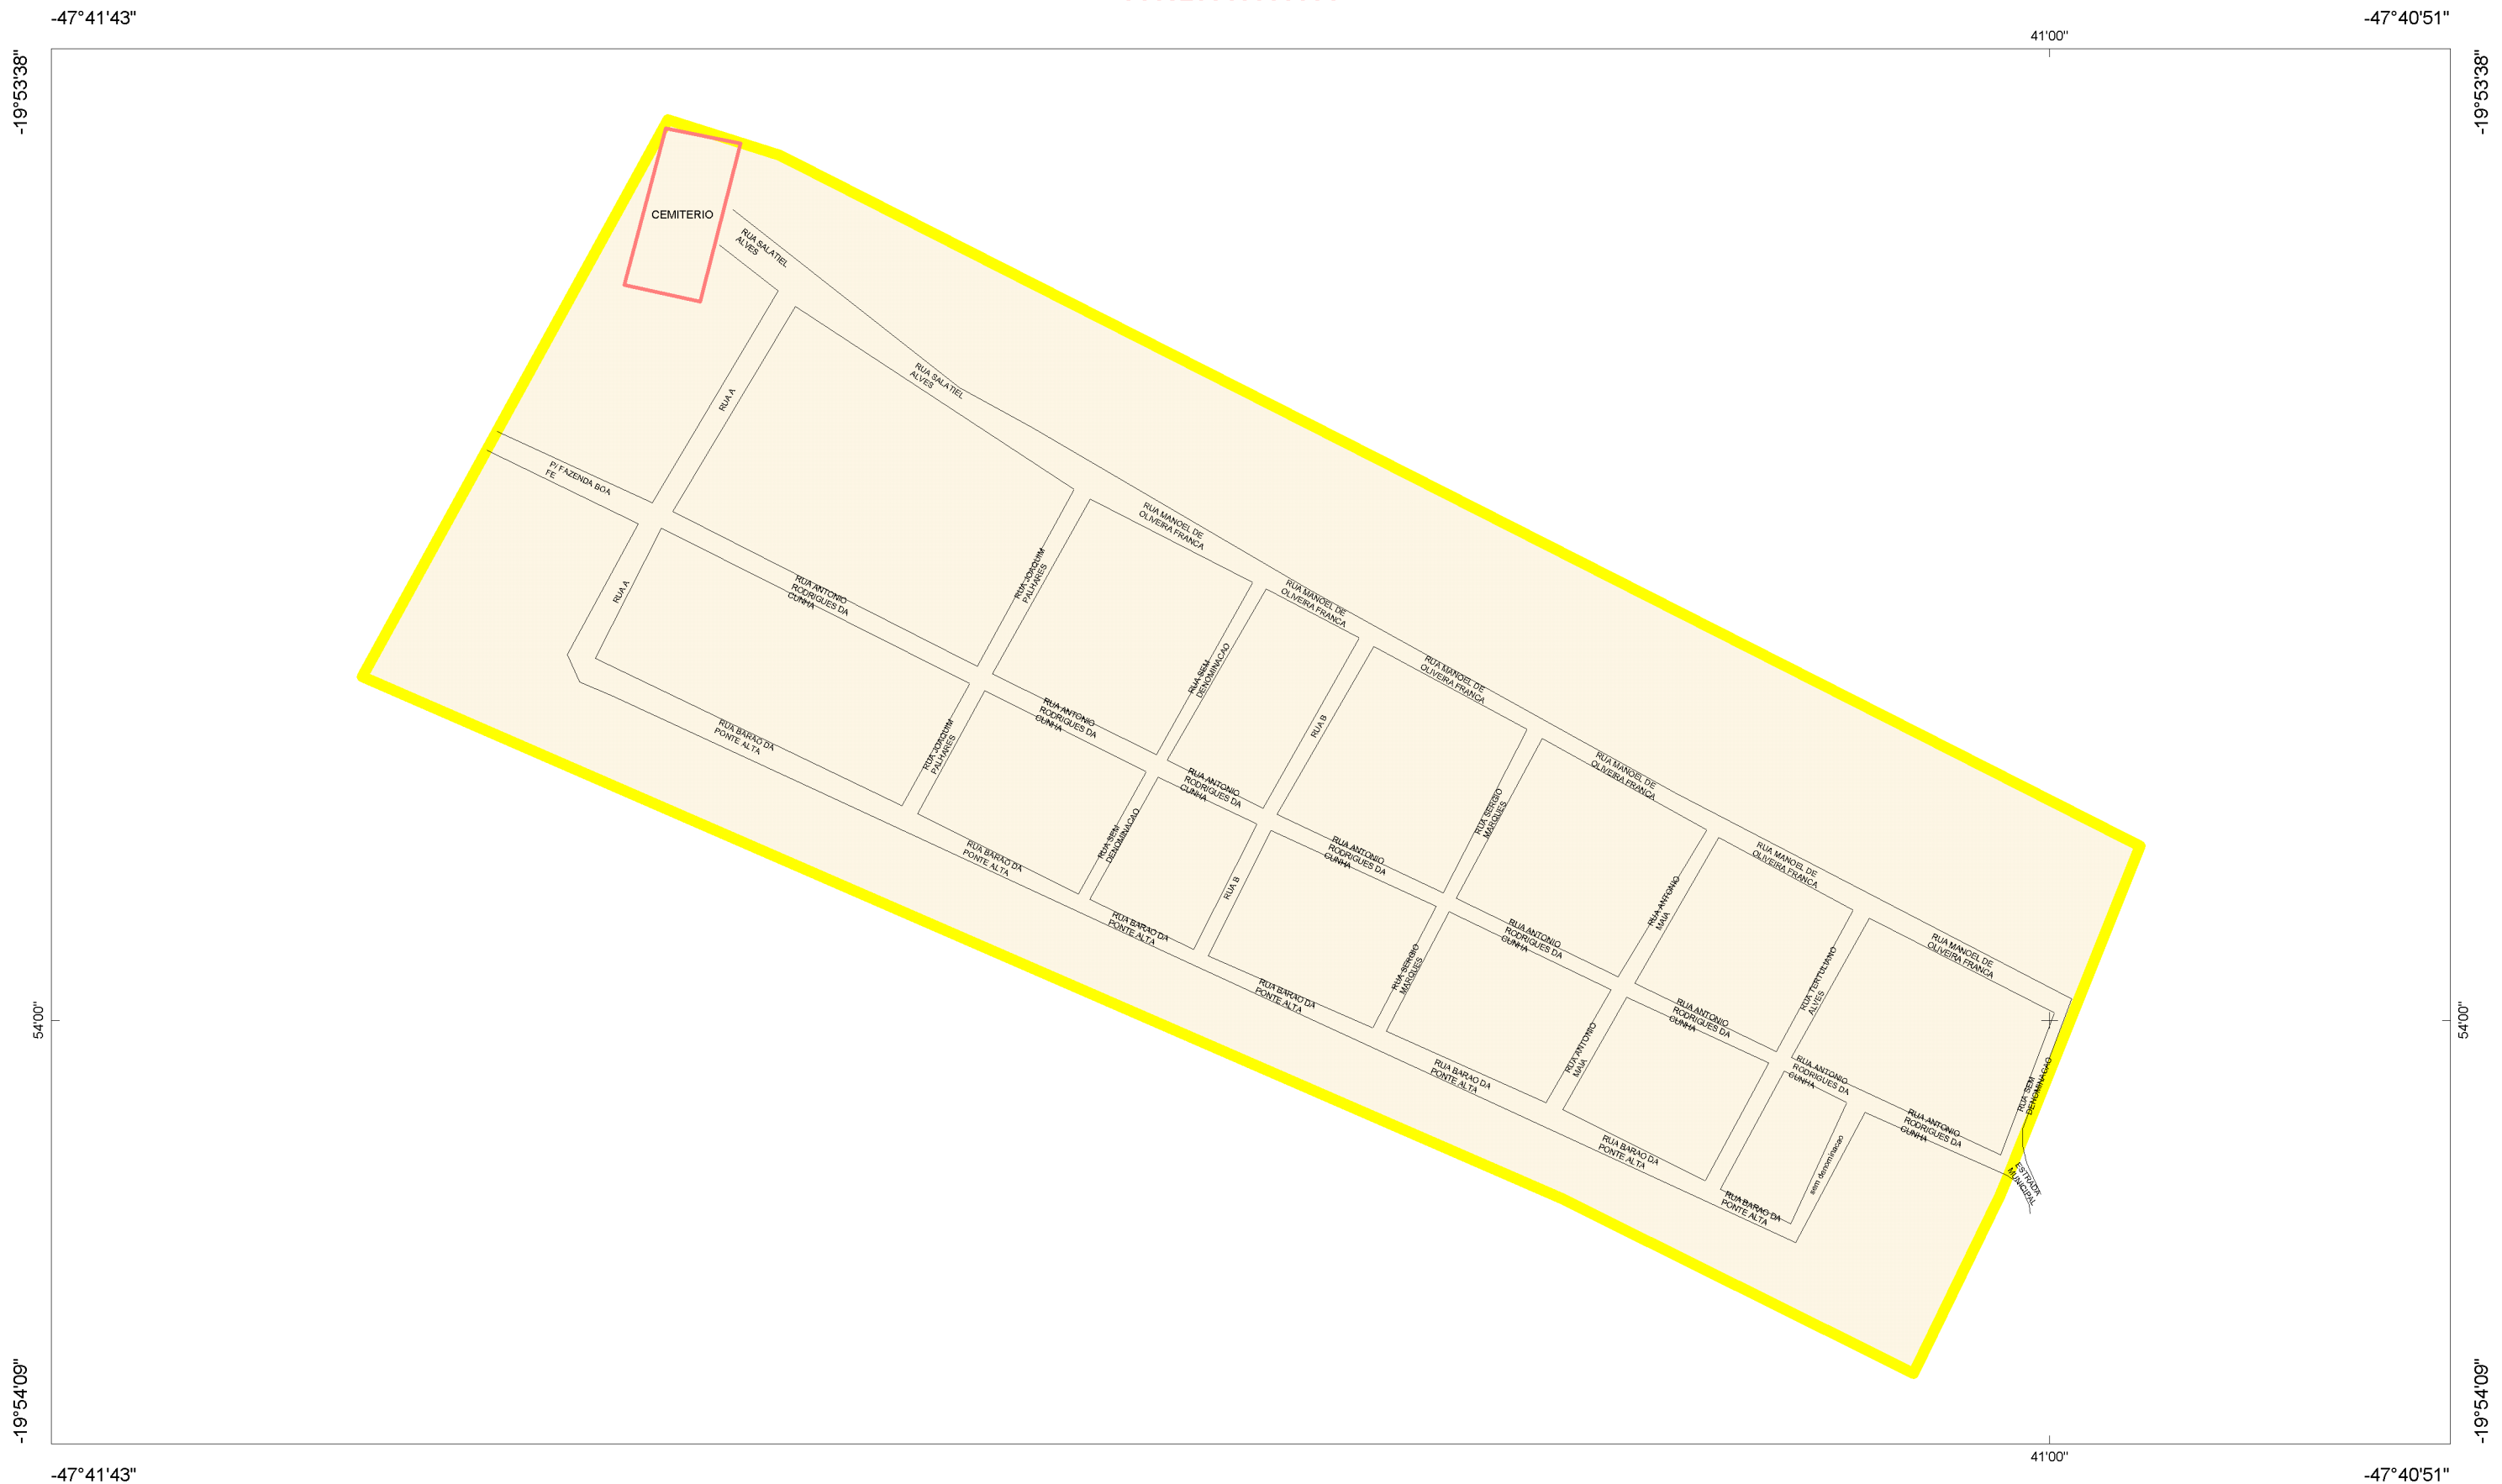 -47°41'43"
-47°40'51"
41'00"
-19°53'38"
-19°53'38"
CEMITERIO
RUA SALATIEL
ALVES
RUA SALATIEL
ALVES
RUA A
P/ FAZENDA BOA
FE
RUA MANOEL DE
OLIVEIRA FRANCA
RUA JOAQUIM
PALHARES
RUA A
RUA ANTONIO
RODRIGUES DA
CUNHA
RUA MANOEL DE
OLIVEIRA FRANCA
RUA SEM
DENOMINACAO
RUA MANOEL DE
OLIVEIRA FRANCA
RUA ANTONIO
RODRIGUES DA
CUNHA
RUA B
RUA BARAO DA
PONTE ALTA
RUA JOAQUIM
PALHARES
RUA MANOEL DE
OLIVEIRA FRANCA
RUA ANTONIO
RODRIGUES DA
CUNHA
RUA SERGIO
MARQUES
RUA SEM
DENOMINACAO
RUA MANOEL DE
OLIVEIRA FRANCA
RUA BARAO DA
PONTE ALTA
RUA ANTONIO
RODRIGUES DA
CUNHA
RUA B
RUA ANTONIO
MAIA
RUA BARAO DA
PONTE ALTA
RUA ANTONIO
RODRIGUES DA
CUNHA
RUA MANOEL DE
OLIVEIRA FRANCA
RUA SERGIO
MARQUES
RUA TERTULIANO
ALVES
RUA BARAO DA
PONTE ALTA
RUA ANTONIO
RODRIGUES DA
CUNHA
54'00"
54'00"
RUA ANTONIO
MAIA
RUA BARAO DA
PONTE ALTA
RUA ANTONIO
RODRIGUES DA
CUNHA
RUA SEM
DENOMINACAO
RUA ANTONIO
RODRIGUES DA
CUNHA
RUA BARAO DA
PONTE ALTA
sem denominacao
ESTRADA
MUNICIPAL
RUA BARAO DA
PONTE ALTA
-19°54'09"
-19°54'09"
41'00"
-47°41'43"
-47°40'51"